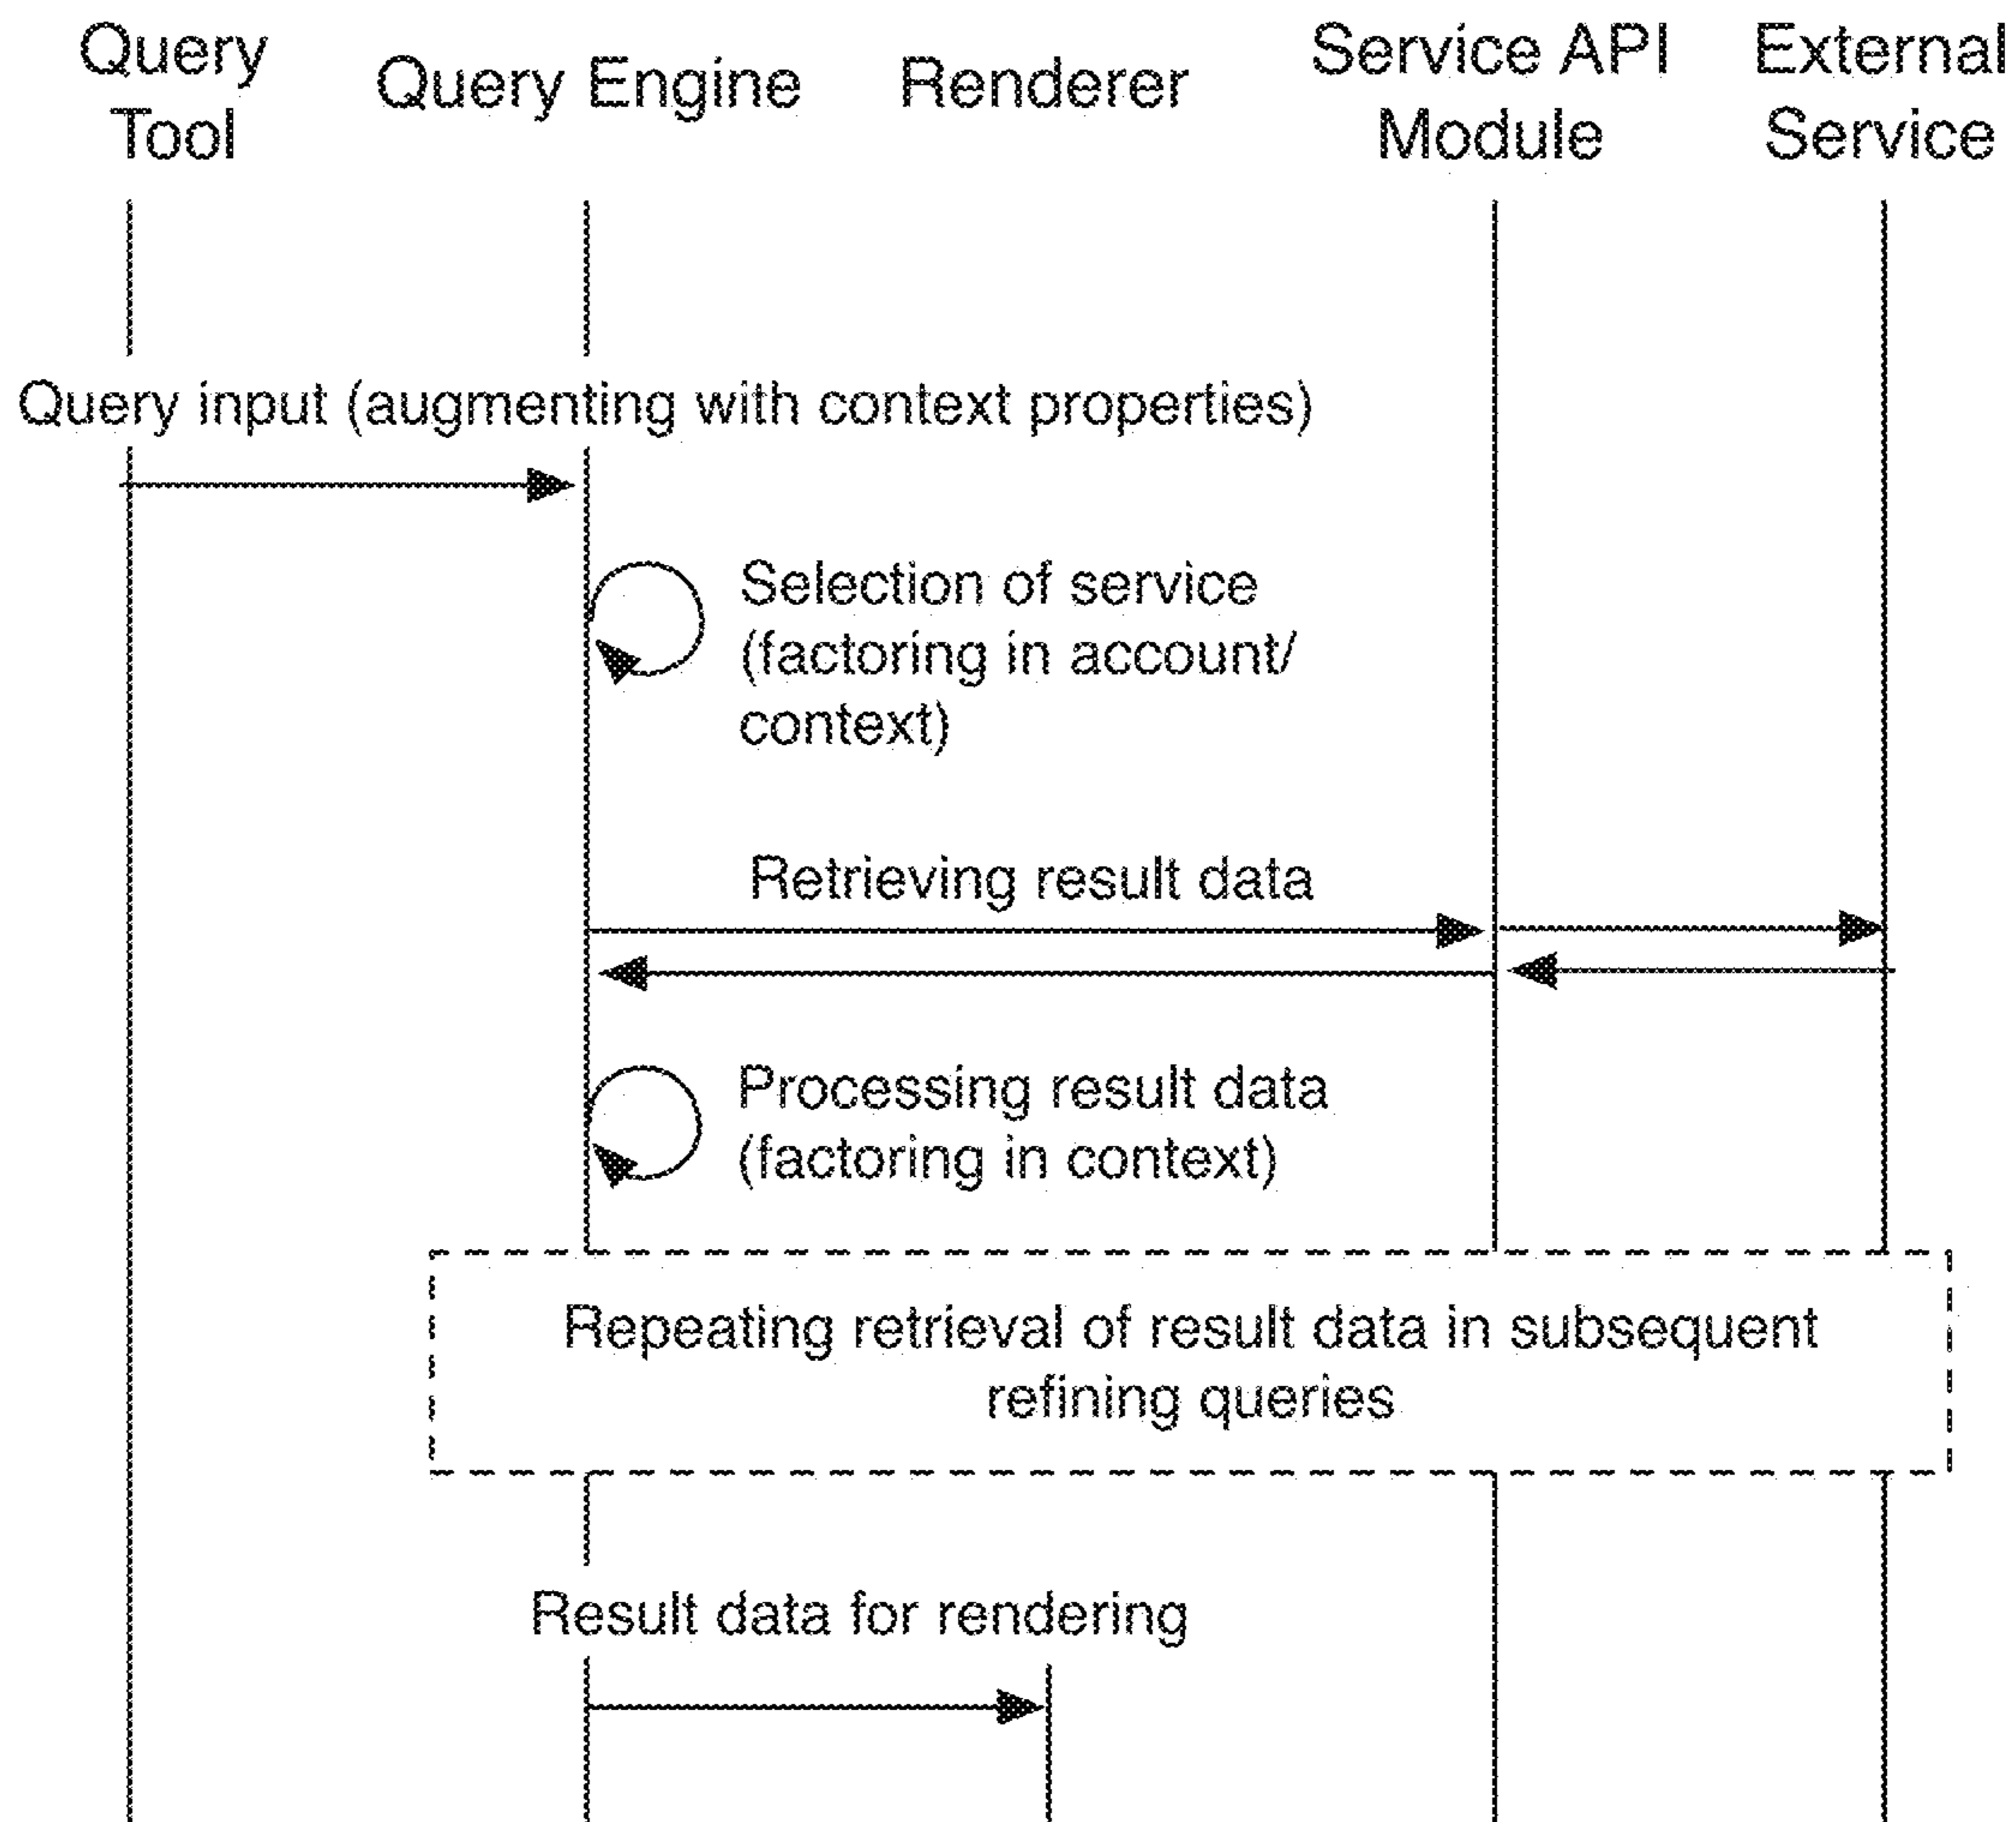 Query
Tool
Query Engine
Renderer
Service API
Module
External
Service
Query input (augmenting with context properties)
Selection of service
(factoring in account/
context)
Retrieving result data
Processing result data
(factoring in context)
Repeating retrieval of result data in subsequent
refining queries
Result data for rendering